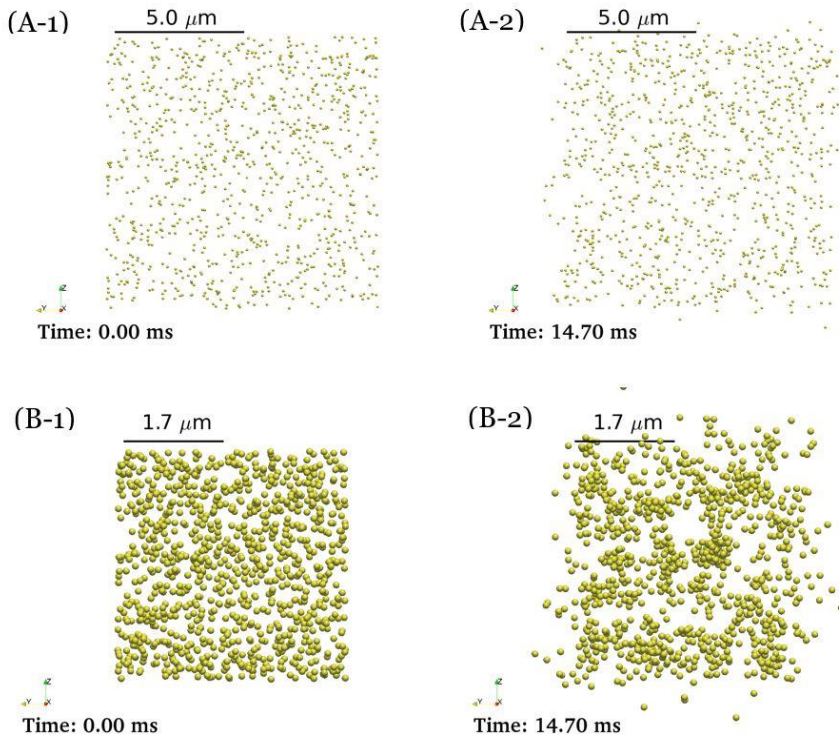 (A-1)
5.0 μm
Z
Y
X
Time: 0.00 ms
(A-2)
5.0 μm
Z
Y
X
Time: 14.70 ms
(B-1)
1.7 μm
Z
Y
X
Time: 0.00 ms
(B-2)
1.7 μm
Z
Y
X
Time: 14.70 ms